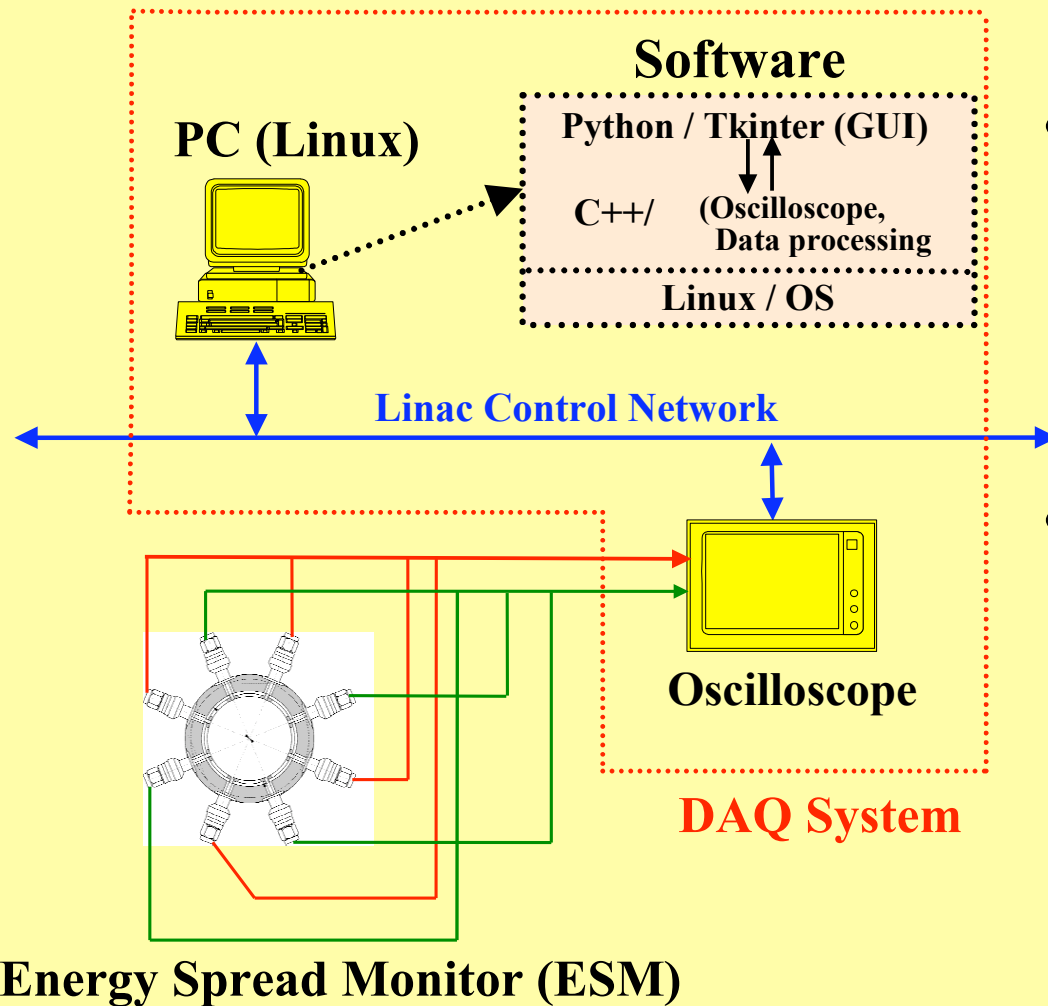 Software
PC (Linux)
Python / Tkinter (GUI)
C++/ (Oscilloscope,
Data processing
Linux / OS
Linac Control Network
Oscilloscope
DAQ System
Energy Spread Monitor (ESM)